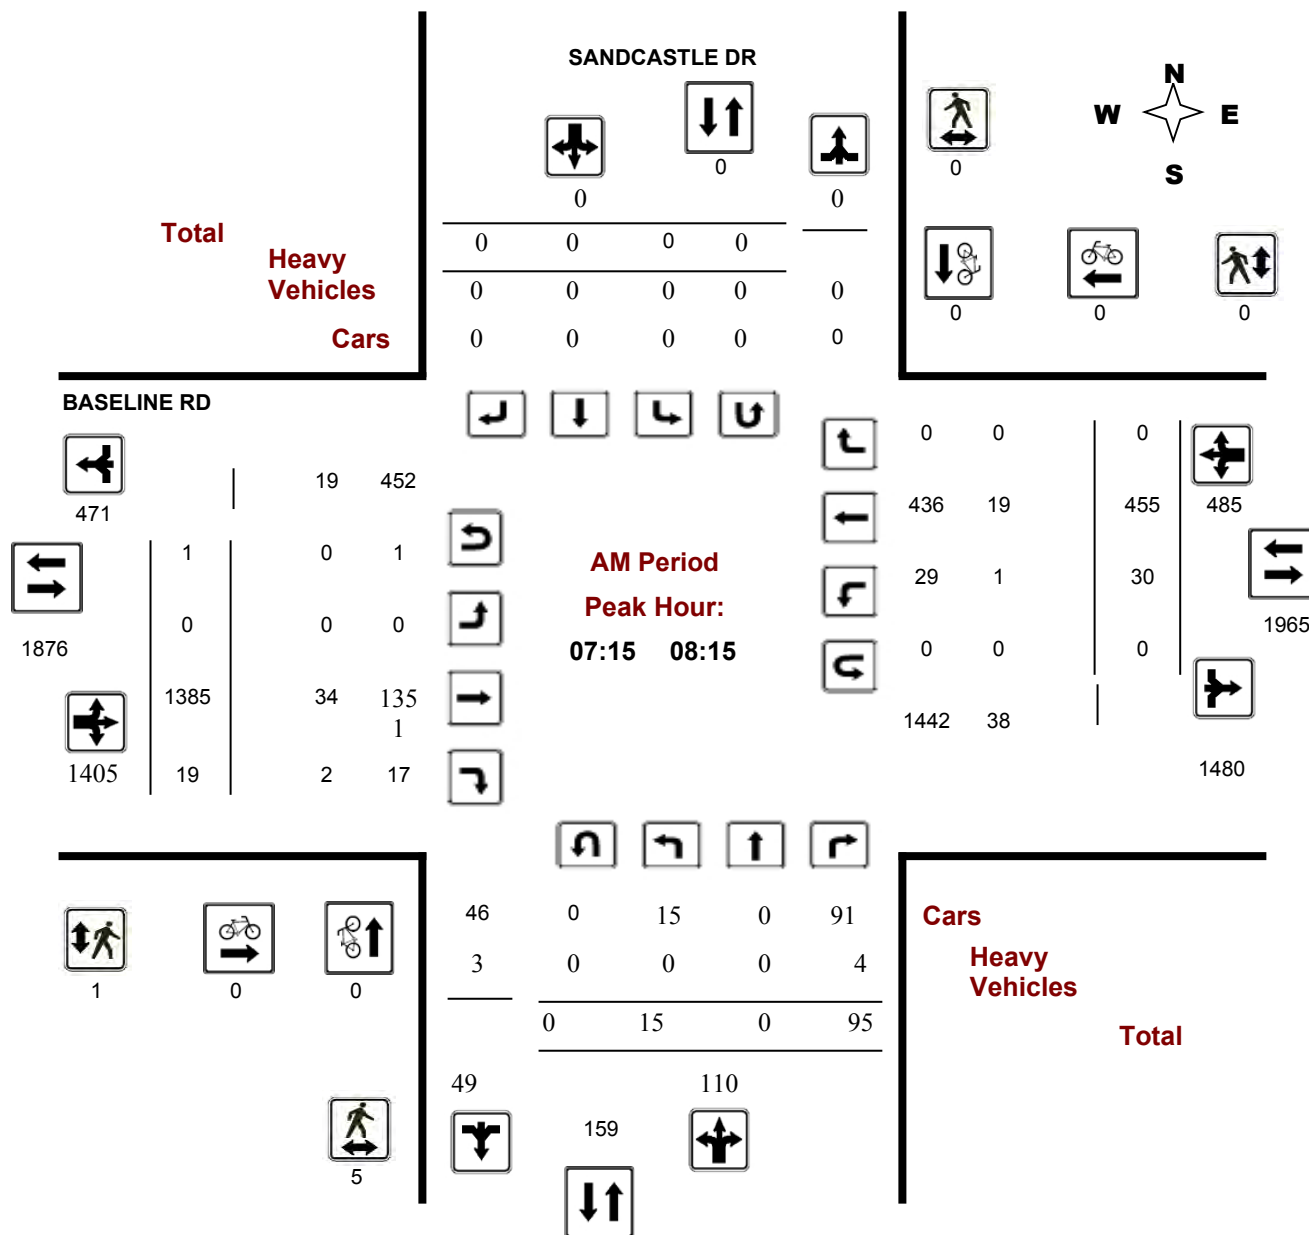 SANDCASTLE DR
N
W E
S
0
0
0
0 0
Total
0 0 0 0
Heavy
Vehicles
0 0 0 0 0
0 0 0
Cars
0 0 0 0 0
BASELINE RD
0 0 0
19 452
471
436 19 455 485
1 0 1
AM Period
29 1 30
Peak Hour:
0 0 0
1876
07:15 08:15
0 0 0
1965
1385 34 135
1
1442 38
1405 19 2 17
1480
46 0 15 0 91
Cars
3 0 0 0 4
Heavy
Vehicles
1 0 0
0 15 0 95
Total
49 110
159
5